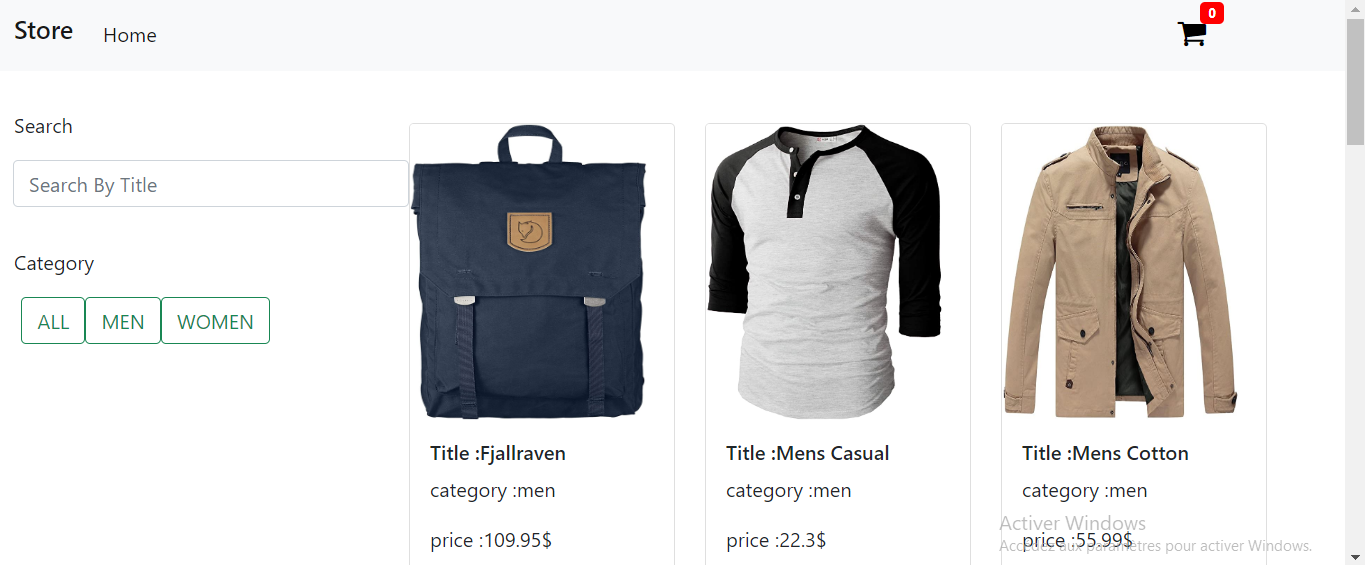 Store
Home
0
Search
Search By Title
Category
ALL
MEN
WOMEN
Title :Fjallraven
category :men
price :109.95$
Title :Mens Casual
category :men
price :22.3$
Title :Mens Cotton
category :men
price :55.99$
Activer Windows
Accédez aux paramètres pour activer Windows.